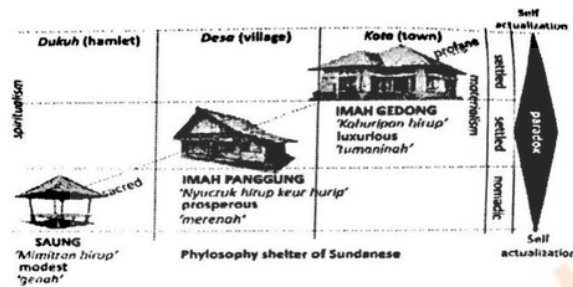 Self
actualization
Dukuh (hamlet)
Desa (village)
Kota (town)
profane
spiritualism
materialism
settled
settled
nomadic
paradox
IMAH GEDONG
'Kahuripan hirup'
luxurious
'tumaninah'
IMAH PANGGUNG
'Nyuczuk hirup keur hurip'
prosperous
'merenah'
sacred
SAUNG
'Mimitran hirup'
modest
'genah'
Phylosophy shelter of Sundanese
Self
actualization